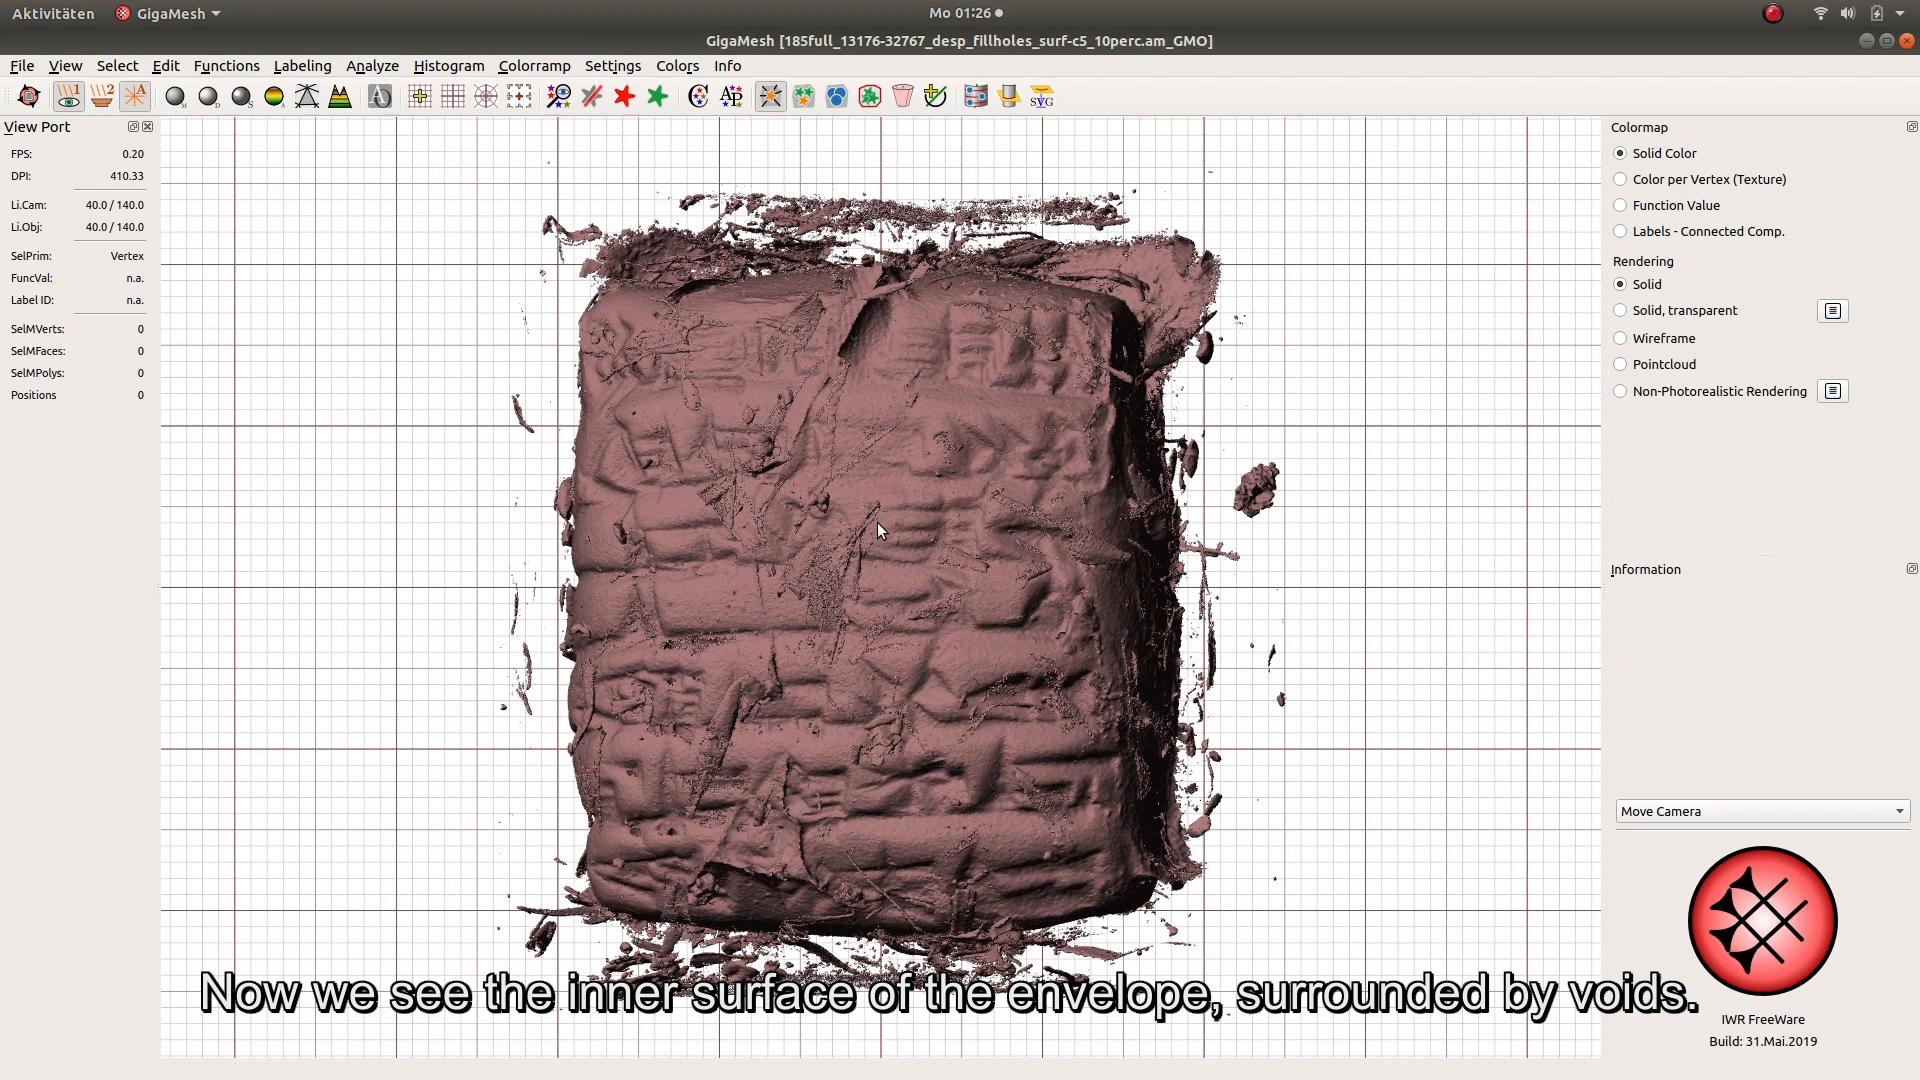 Aktivitäten GigaMesh Mo 01:26
GigaMesh [185full_13176-32767_desp_fillholes_surf-c5_10perc.am_GMO]
File View Select Edit Functions Labeling Analyze Histogram Colorramp Settings Colors Info
1 2 A M D S A A C AP SVG
View Port
FPS: 0.20
DPI: 410.33
Li.Cam: 40.0 / 140.0
Li.Obj: 40.0 / 140.0
SelPrim: Vertex
FuncVal: n.a.
Label ID: n.a.
SelMVerts: 0
SelMFaces: 0
SelMPolys: 0
Positions 0
Colormap
Solid Color
Color per Vertex (Texture)
Function Value
Labels - Connected Comp.
Rendering
Solid
Solid, transparent
Wireframe
Pointcloud
Non-Photorealistic Rendering
Information
Move Camera
IWR FreeWare
Build: 31.Mai.2019
Now we see the inner surface of the envelope, surrounded by voids.